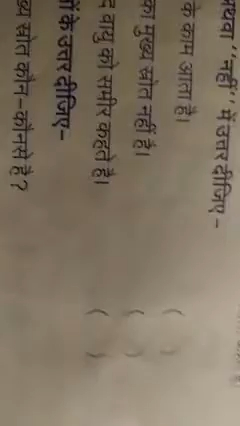 अथवा "नहीं" में उत्तर दीजिए –
के काम आता है। ( )
का मुख्य स्रोत नहीं है। ( )
वायु को समीर कहते हैं। ( )
के उत्तर दीजिए–
स्रोत कौन–कौनसे है?